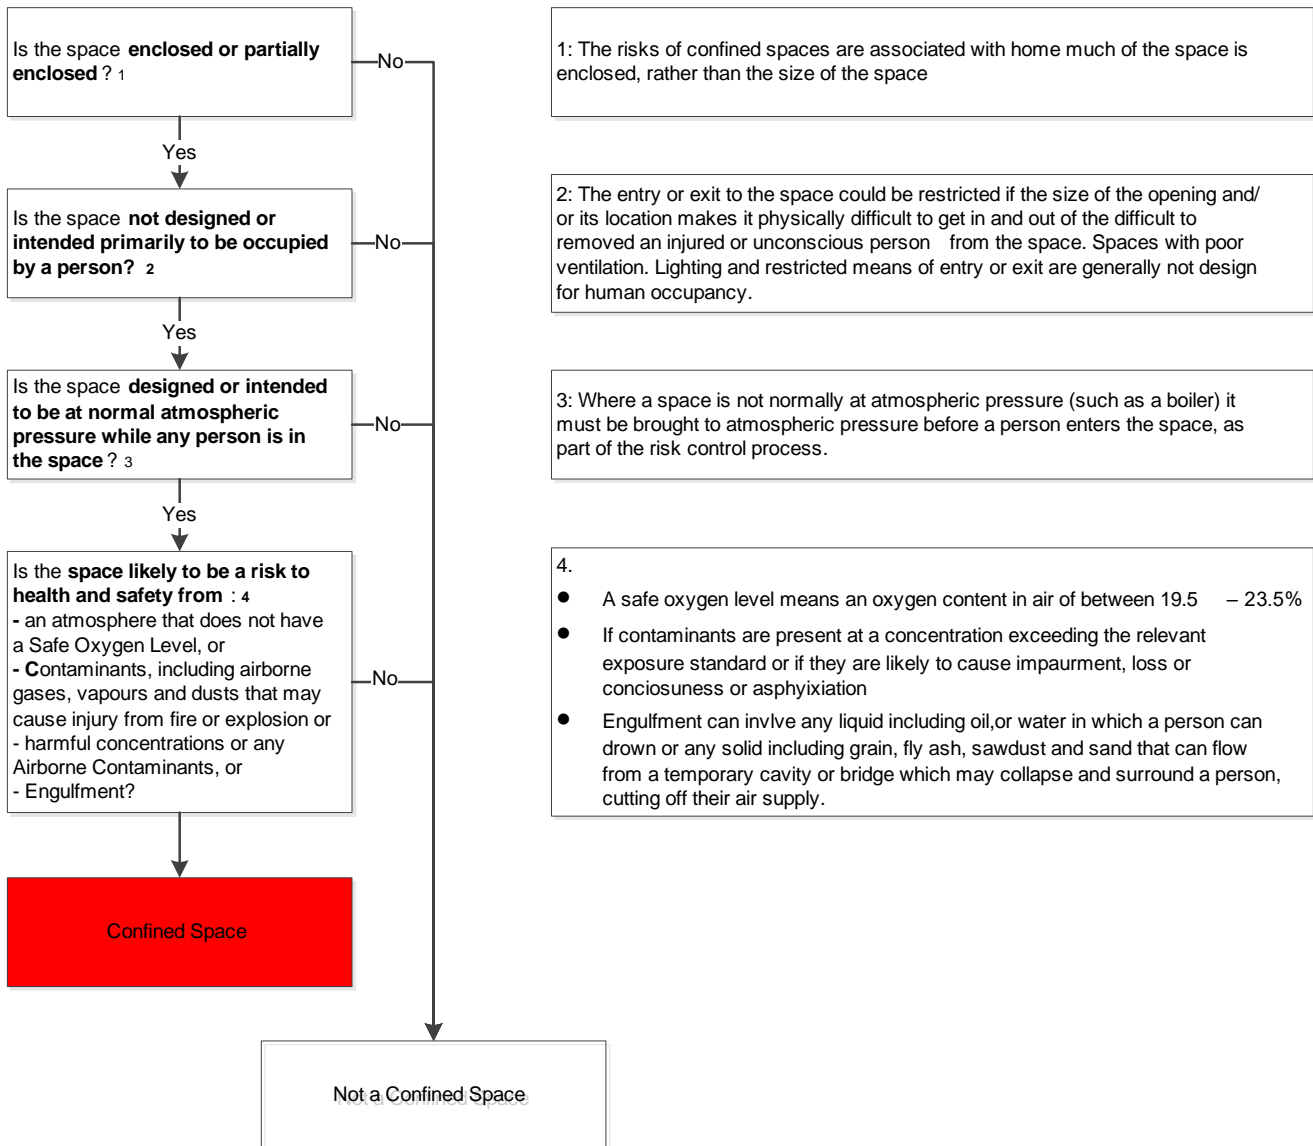 Is the space enclosed or partially
enclosed ? 1
No
1: The risks of confined spaces are associated with home much of the space is
enclosed, rather than the size of the space
Yes
Is the space not designed or
intended primarily to be occupied
by a person? 2
No
2: The entry or exit to the space could be restricted if the size of the opening and/
or its location makes it physically difficult to get in and out of the difficult to
removed an injured or unconscious person from the space. Spaces with poor
ventilation. Lighting and restricted means of entry or exit are generally not design
for human occupancy.
Yes
Is the space designed or intended
to be at normal atmospheric
pressure while any person is in
the space ? 3
No
3: Where a space is not normally at atmospheric pressure (such as a boiler) it
must be brought to atmospheric pressure before a person enters the space, as
part of the risk control process.
Yes
Is the space likely to be a risk to
health and safety from : 4
- an atmosphere that does not have
a Safe Oxygen Level, or
- Contaminants, including airborne
gases, vapours and dusts that may
cause injury from fire or explosion or
- harmful concentrations or any
Airborne Contaminants, or
- Engulfment?
No
4.
● A safe oxygen level means an oxygen content in air of between 19.5 – 23.5%
● If contaminants are present at a concentration exceeding the relevant
exposure standard or if they are likely to cause impaurment, loss or
conciosuness or asphyixiation
● Engulfment can invlve any liquid including oil,or water in which a person can
drown or any solid including grain, fly ash, sawdust and sand that can flow
from a temporary cavity or bridge which may collapse and surround a person,
cutting off their air supply.
Confined Space
Not a Confined Space